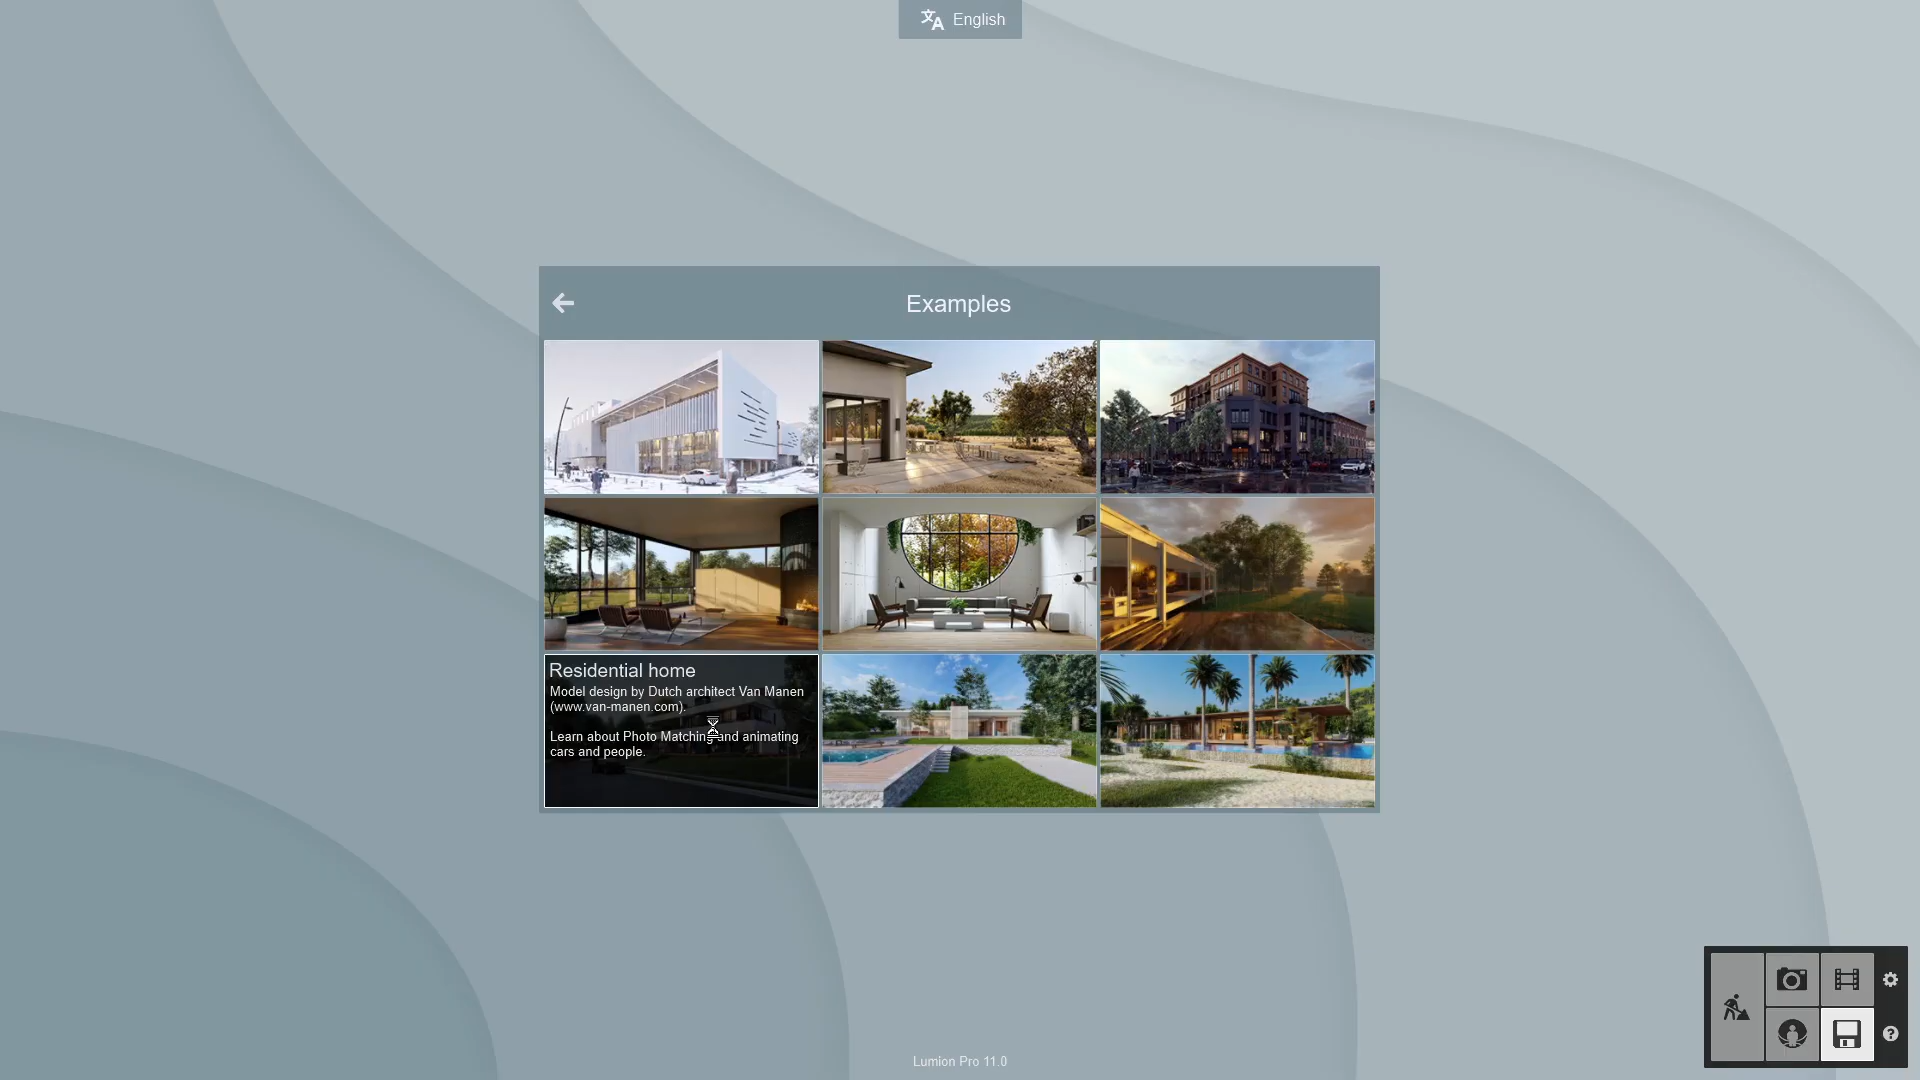 English
Examples
Residential home
Model design by Dutch architect Van Manen
(www.van-manen.com).
Learn about Photo Matching and animating
cars and people.
Lumion Pro 11.0